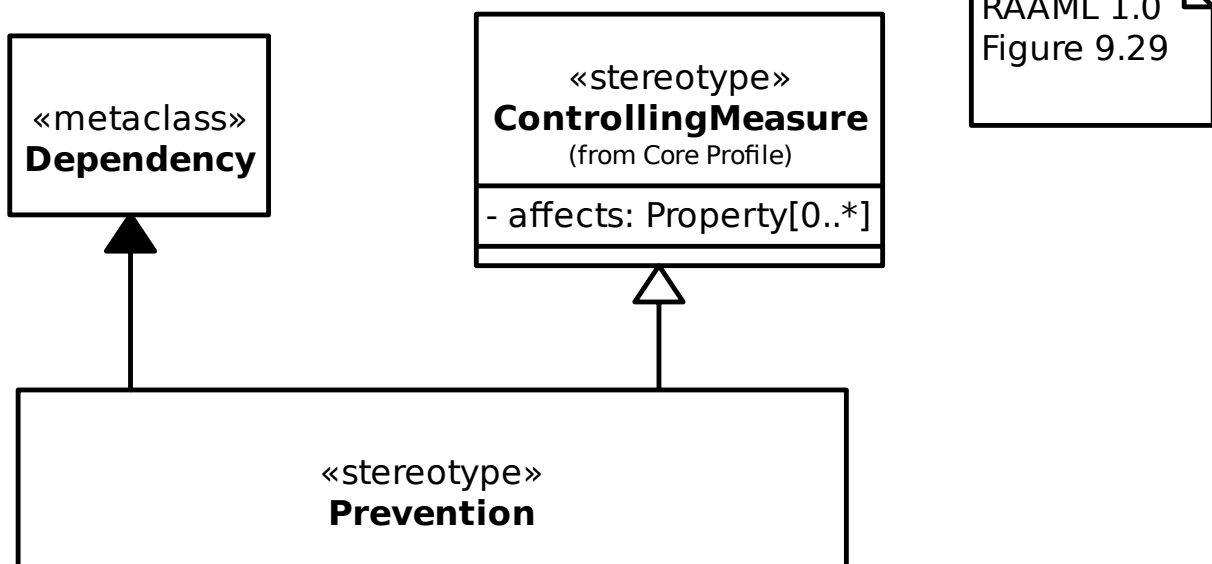 RAAML 1.0
Figure 9.29
«metaclass»
Dependency
«stereotype»
ControllingMeasure
(from Core Profile)
- affects: Property[0..*]
«stereotype»
Prevention